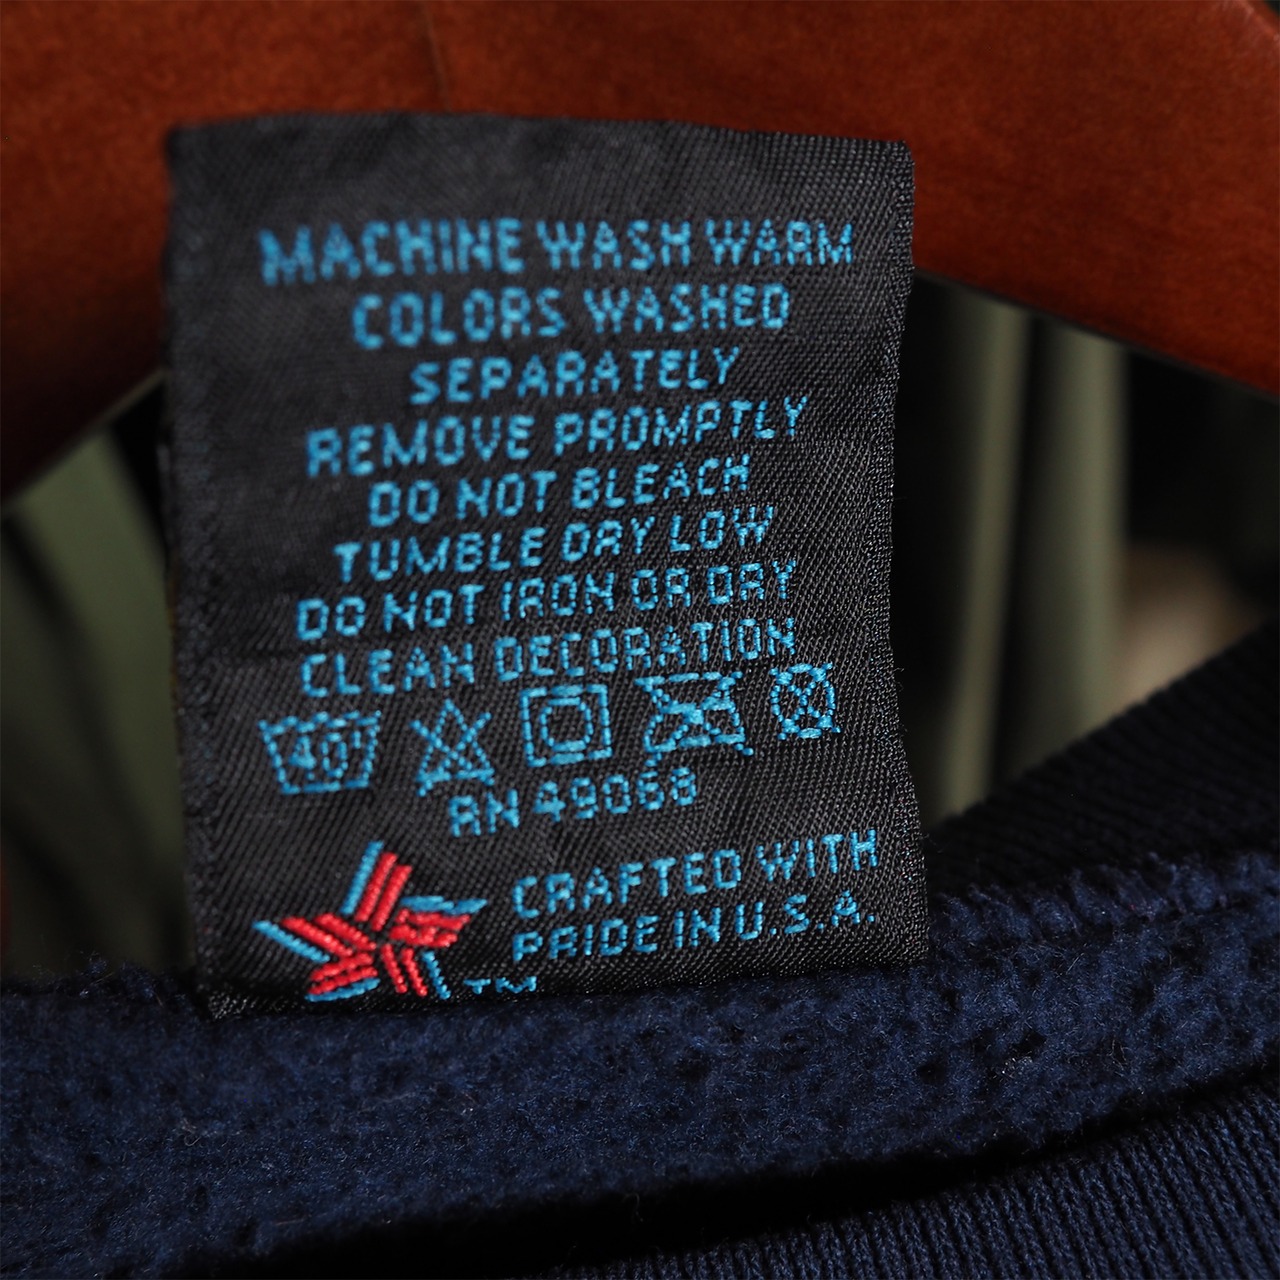 MACHINE WASH WARM
COLORS WASHED
SEPARATELY
REMOVE PROMPTLY
DO NOT BLEACH
TUMBLE DRY LOW
DO NOT IRON OR DRY
CLEAN DECORATION
40°
RN 49068
CRAFTED WITH
PRIDE IN U.S.A.
TM